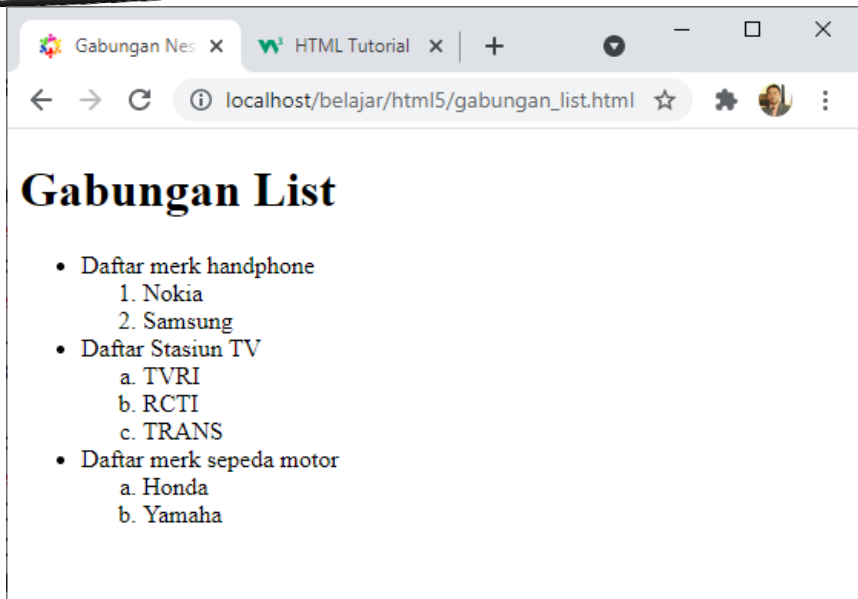 Gabungan Nes
HTML Tutorial
localhost/belajar/html5/gabungan_list.html
Gabungan List
• Daftar merk handphone
1. Nokia
2. Samsung
• Daftar Stasiun TV
a. TVRI
b. RCTI
c. TRANS
• Daftar merk sepeda motor
a. Honda
b. Yamaha